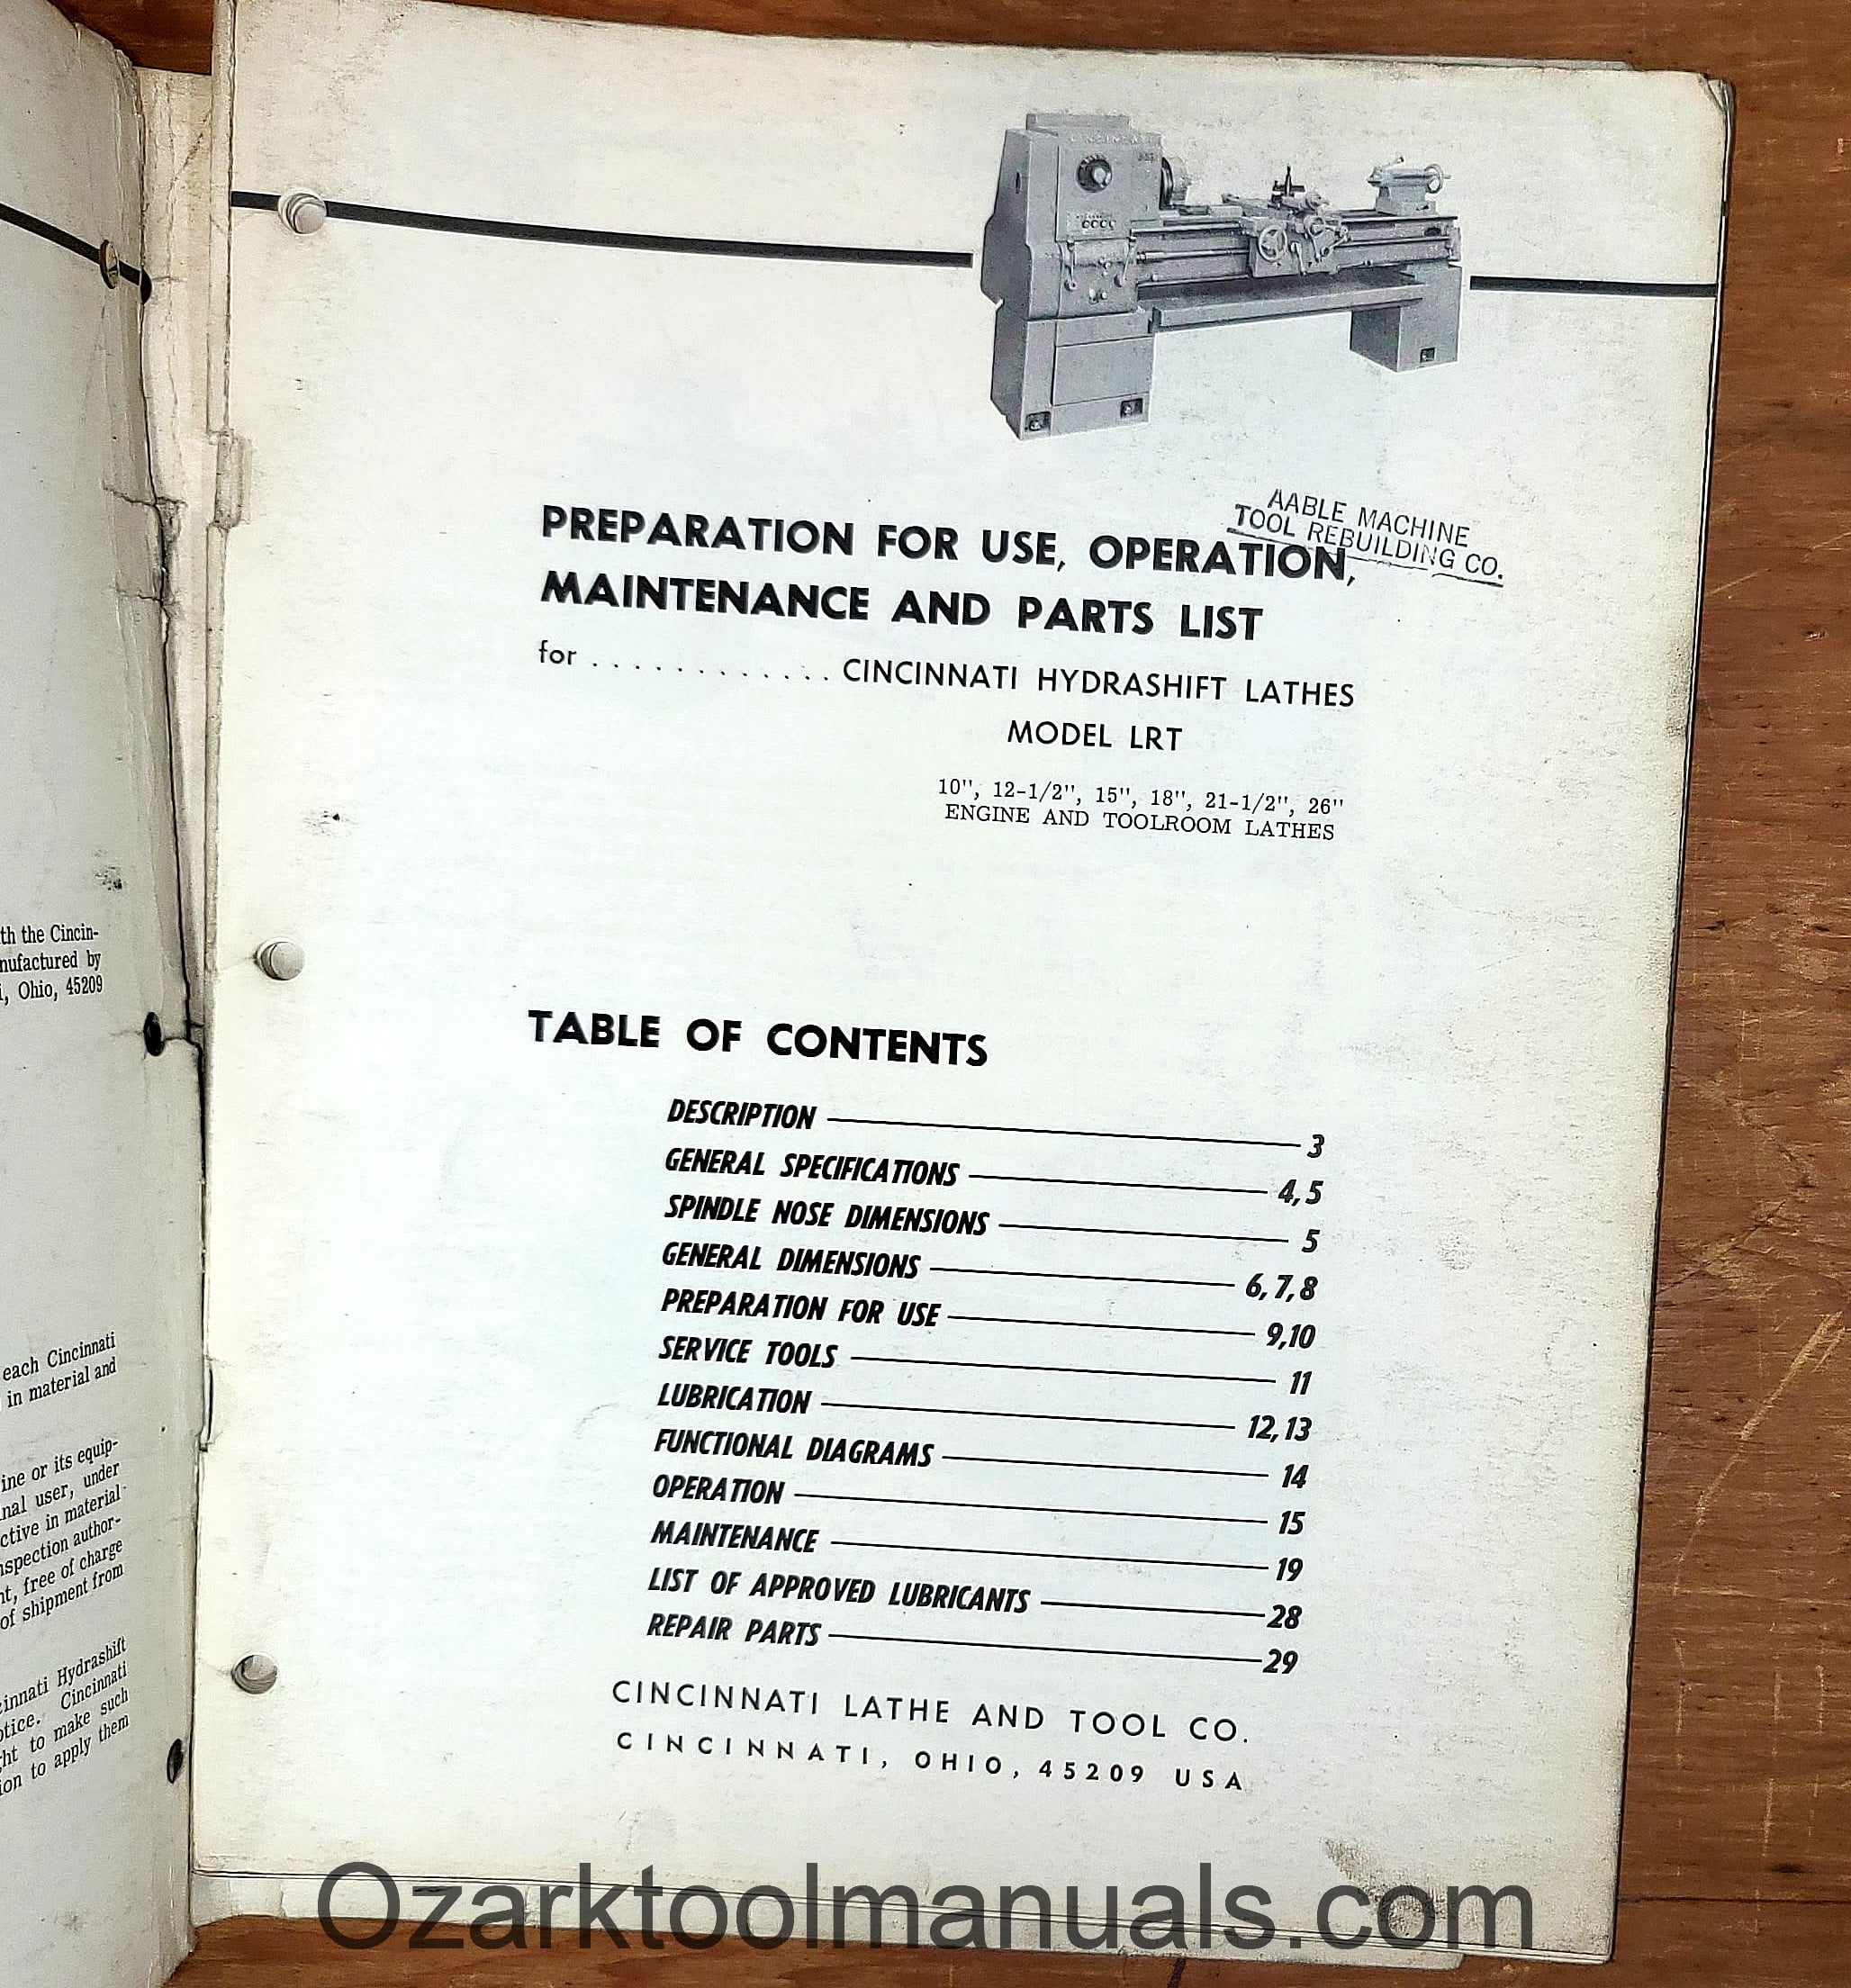 th the Cincin-
nufactured by
i, Ohio, 45209
each Cincinnati
in material and
ine or its equip-
nal user, under
ctive in material
nspection author-
nt, free of charge
of shipment from
cinnati Hydrashift
otice. Cincinnati
ht to make such
ion to apply them
AABLE MACHINE
TOOL REBUILDING CO.
PREPARATION FOR USE, OPERATION,
MAINTENANCE AND PARTS LIST
for . . . . . . . . . . . . CINCINNATI HYDRASHIFT LATHES
MODEL LRT
10", 12-1/2", 15", 18", 21-1/2", 26"
ENGINE AND TOOLROOM LATHES
TABLE OF CONTENTS
DESCRIPTION 3
GENERAL SPECIFICATIONS 4,5
SPINDLE NOSE DIMENSIONS 5
GENERAL DIMENSIONS 6,7,8
PREPARATION FOR USE 9,10
SERVICE TOOLS 11
LUBRICATION 12,13
FUNCTIONAL DIAGRAMS 14
OPERATION 15
MAINTENANCE 19
LIST OF APPROVED LUBRICANTS 28
REPAIR PARTS 29
CINCINNATI LATHE AND TOOL CO.
CINCINNATI, OHIO, 45209 USA
Ozarktoolmanuals.com